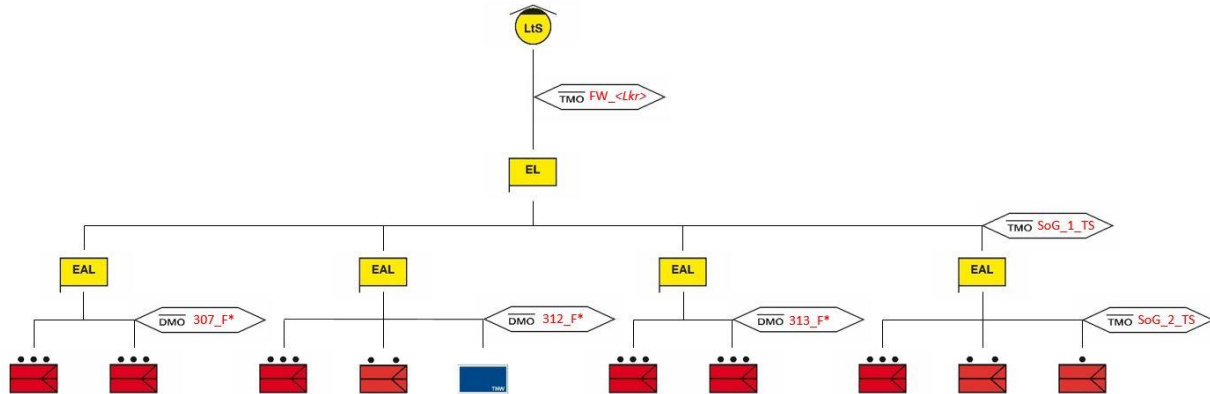 LtS
TMO FW_<Lkr>
EL
TMO SoG_1_TS
EAL
EAL
EAL
EAL
DMO 307_F*
DMO 312_F*
DMO 313_F*
TMO SoG_2_TS
THW